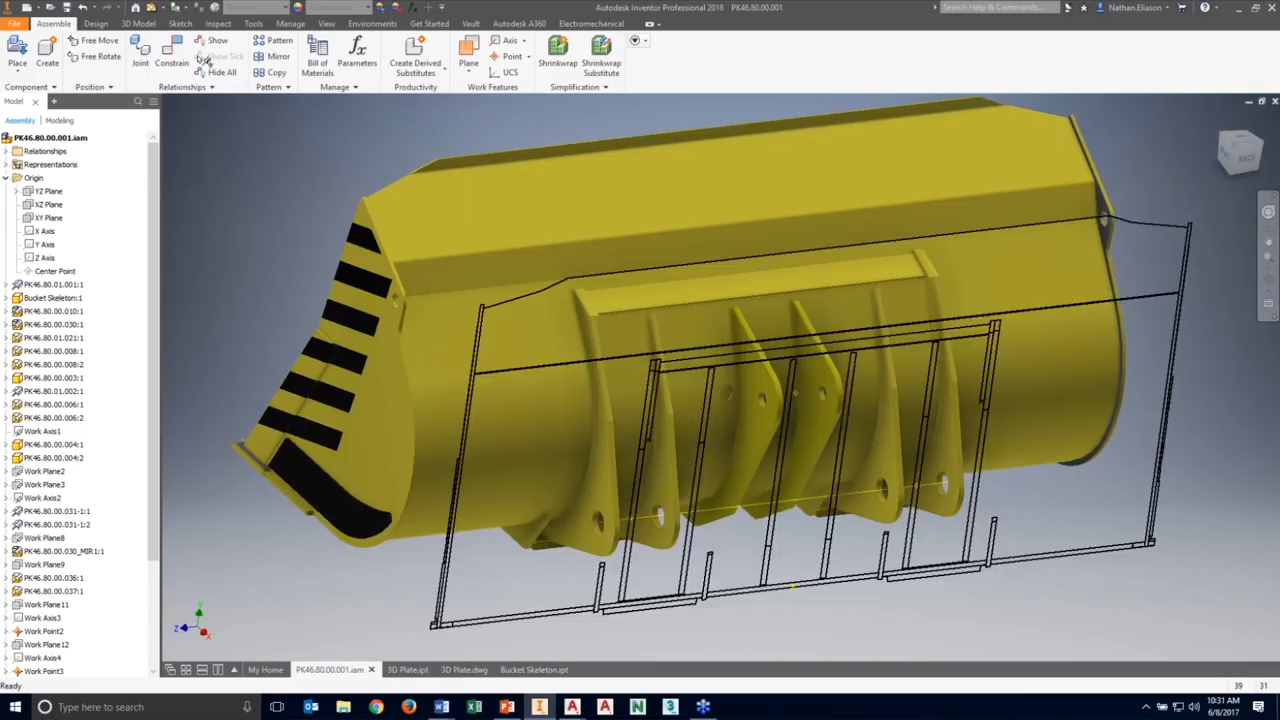 Autodesk Inventor Professional 2018  PK46.80.00.001
Search Help & Commands...
Nathan.Eliason
File Assemble Design 3D Model Sketch Inspect Tools Manage View Environments Get Started Vault Autodesk A360 Electromechanical
Place
Create
Free Move
Free Rotate
Joint
Constrain
Show
Show Sick
Hide All
Pattern
Mirror
Copy
Bill of
Materials
Parameters
Create Derived
Substitutes
Plane
Axis
Point
UCS
Shrinkwrap
Shrinkwrap
Substitute
Component Position Relationships Pattern Manage Productivity Work Features Simplification
Model
Assembly Modeling
PK46.80.00.001.iam
Relationships
Representations
Origin
YZ Plane
XZ Plane
XY Plane
X Axis
Y Axis
Z Axis
Center Point
PK46.80.01.001:1
Bucket Skeleton:1
PK46.80.00.010:1
PK46.80.00.030:1
PK46.80.01.021:1
PK46.80.00.008:1
PK46.80.00.008:2
PK46.80.00.003:1
PK46.80.01.002:1
PK46.80.00.006:1
PK46.80.00.006:2
Work Axis1
PK46.80.00.004:1
PK46.80.00.004:2
Work Plane2
Work Plane3
Work Axis2
PK46.80.00.031-1:1
PK46.80.00.031-1:2
Work Plane8
PK46.80.00.030_MIR1:1
Work Plane9
PK46.80.00.036:1
PK46.80.00.037:1
Work Plane11
Work Axis3
Work Point2
Work Plane12
Work Axis4
Work Point3
BACK
Y
Z
X
My Home PK46.80.00.001.iam 3D Plate.ipt 3D Plate.dwg Bucket Skeleton.ipt
Ready
39 31
Type here to search
10:31 AM
6/8/2017